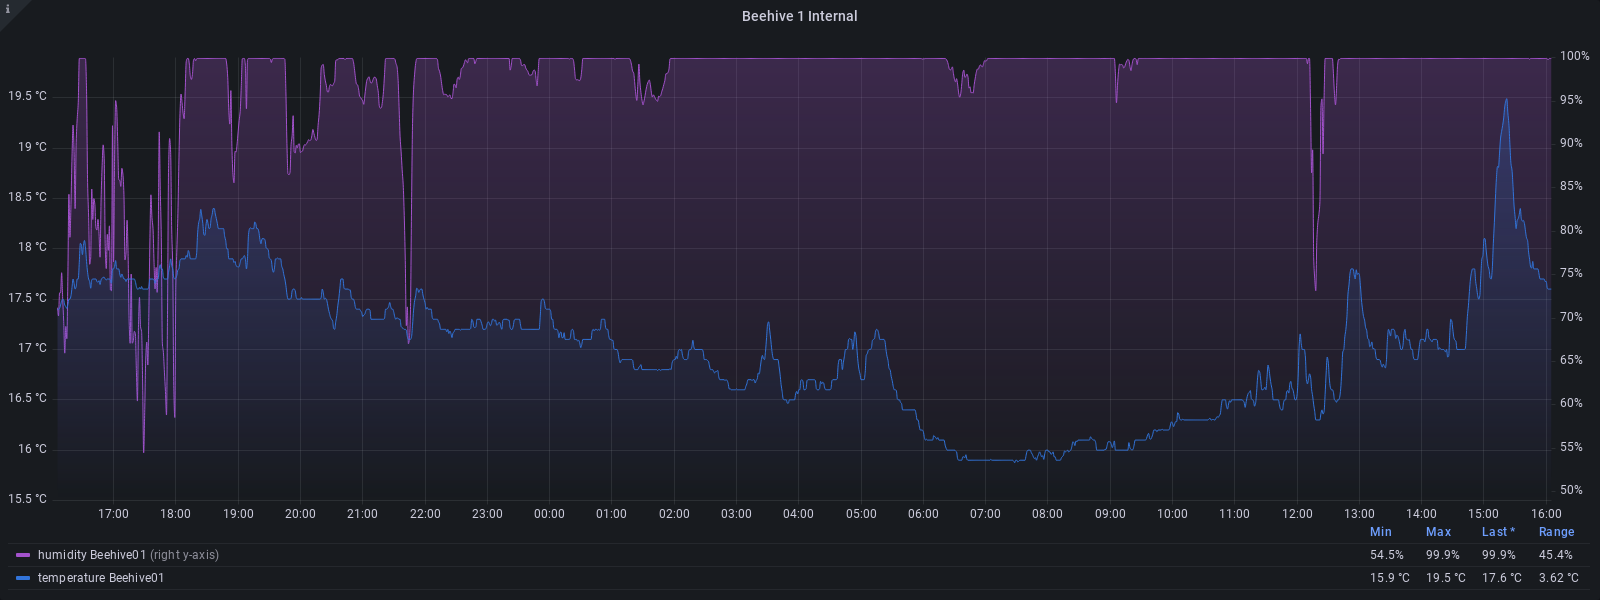 i
Beehive 1 Internal
19.5 °C
19 °C
18.5 °C
18 °C
17.5 °C
17 °C
16.5 °C
16 °C
15.5 °C
100%
95%
90%
85%
80%
75%
70%
65%
60%
55%
50%
17:00 18:00 19:00 20:00 21:00 22:00 23:00 00:00 01:00 02:00 03:00 04:00 05:00 06:00 07:00 08:00 09:00 10:00 11:00 12:00 13:00 14:00 15:00 16:00
Min Max Last * Range
humidity Beehive01 (right y-axis) 54.5% 99.9% 99.9% 45.4%
temperature Beehive01 15.9 °C 19.5 °C 17.6 °C 3.62 °C